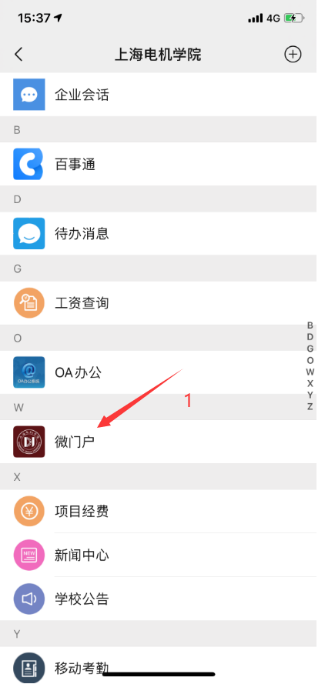 15:37
4G
上海电机学院
企业会话
B
百事通
D
待办消息
G
工资查询
O
OA办公
W
微门户
1
X
项目经费
新闻中心
学校公告
Y
移动考勤
B
D
G
O
W
X
Y
Z